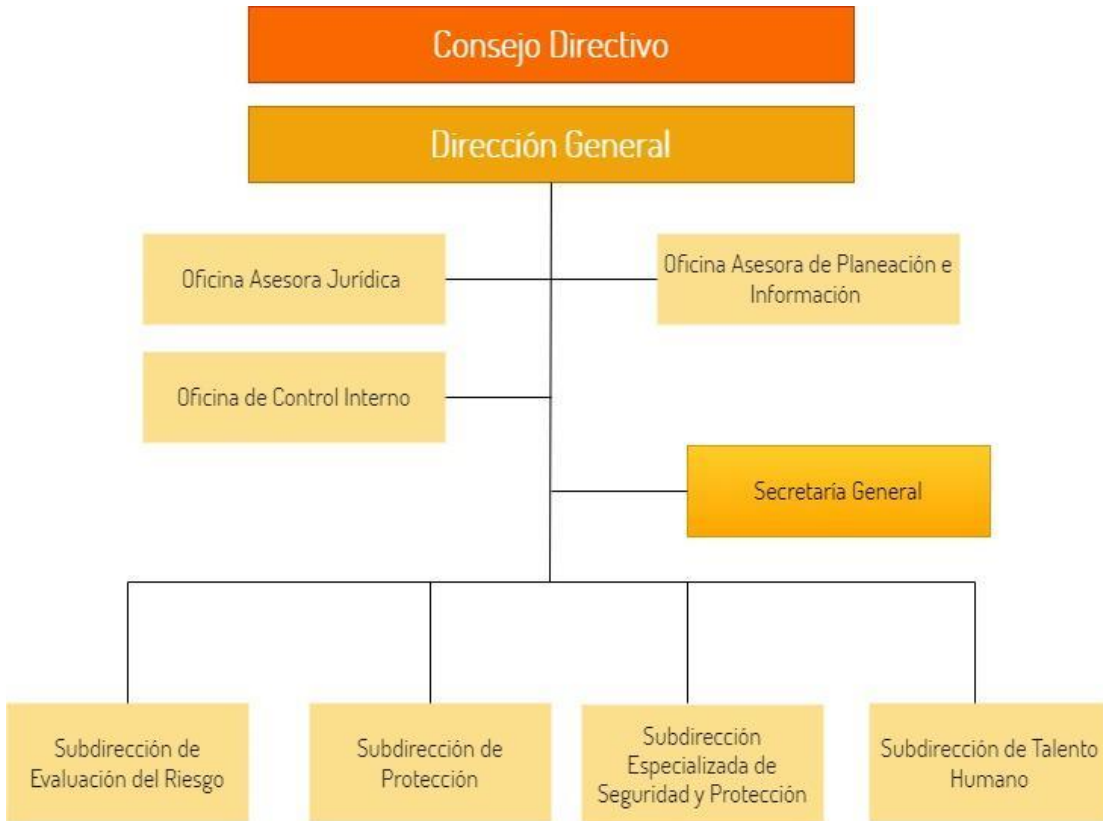 Consejo Directivo
Dirección General
Oficina Asesora Jurídica
Oficina Asesora de Planeación e
Información
Oficina de Control Interno
Secretaría General
Subdirección de
Evaluación del Riesgo
Subdirección de
Protección
Subdirección
Especializada de
Seguridad y Protección
Subdirección de Talento
Humano